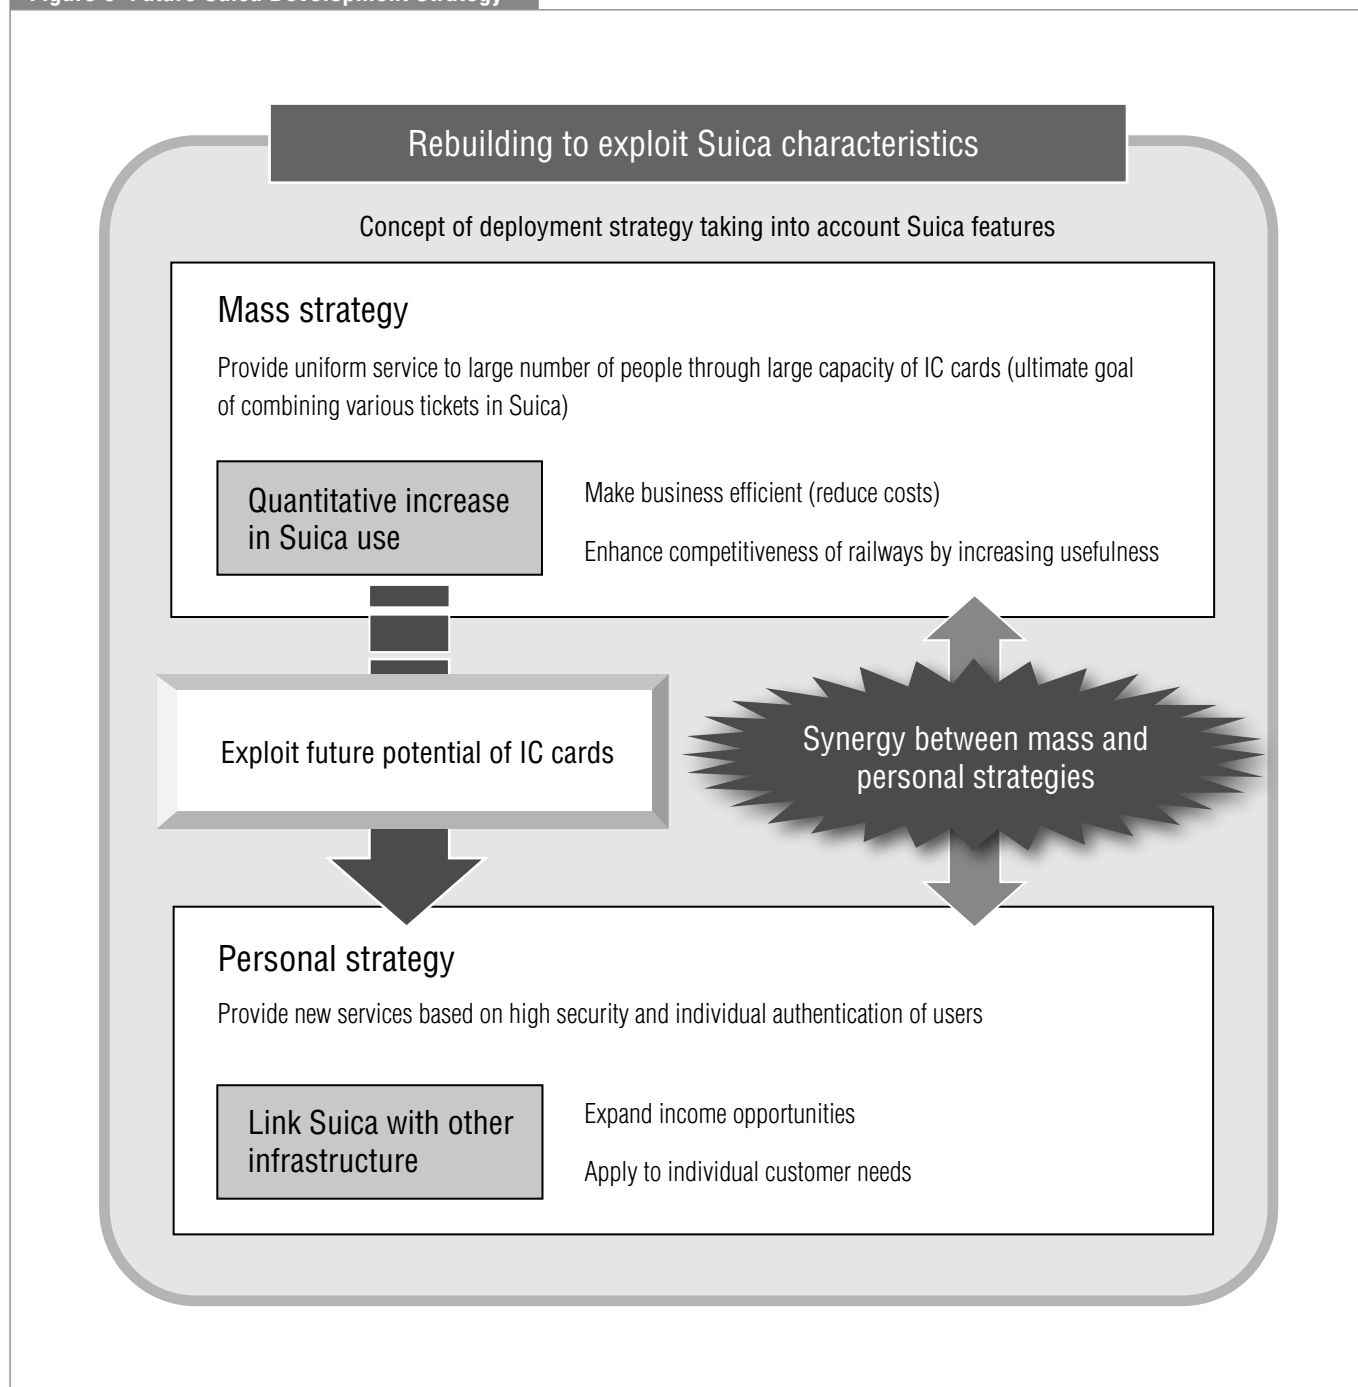 Rebuilding to exploit Suica characteristics
Concept of deployment strategy taking into account Suica features
Mass strategy
Provide uniform service to large number of people through large capacity of IC cards (ultimate goal
of combining various tickets in Suica)
Quantitative increase
in Suica use
Make business efficient (reduce costs)
Enhance competitiveness of railways by increasing usefulness
Exploit future potential of IC cards
Synergy between mass and
personal strategies
Personal strategy
Provide new services based on high security and individual authentication of users
Link Suica with other
infrastructure
Expand income opportunities
Apply to individual customer needs